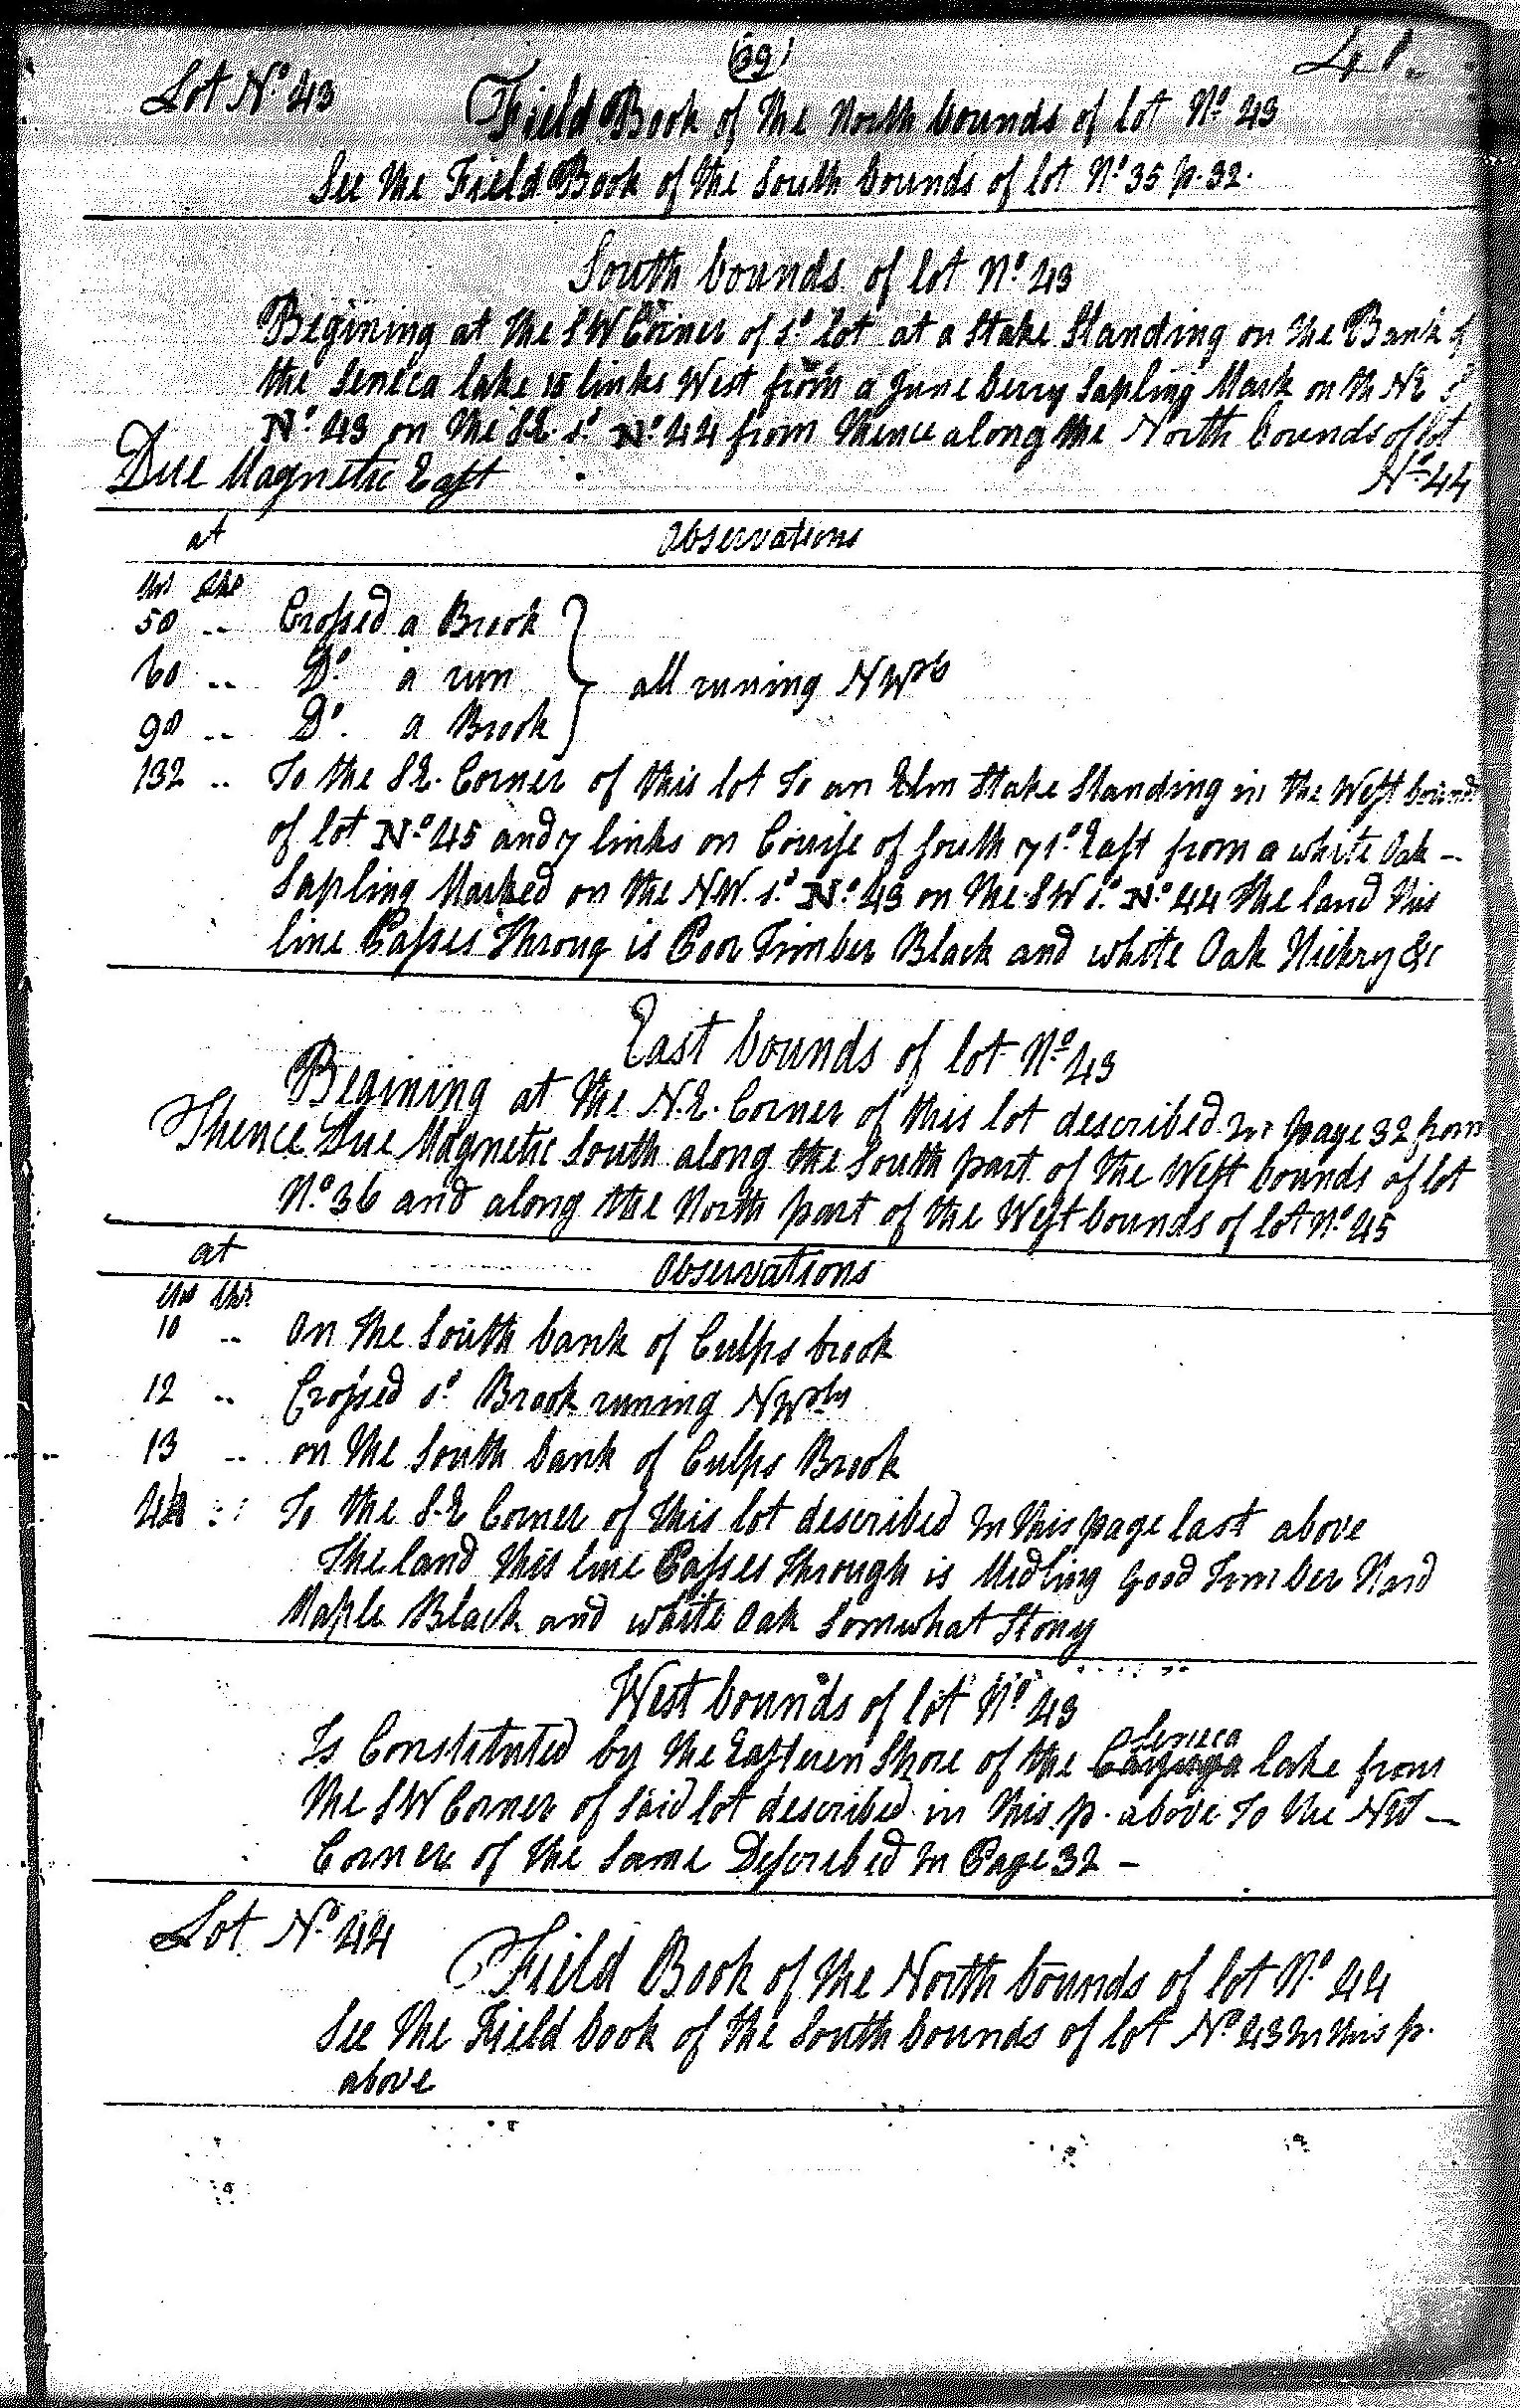 (39)
41.
Lot No. 43
Field Book of the North bounds of lot No. 43
See the Field Book of the South bounds of lot No. 35 p. 32.
South bounds of lot No. 43
Begining at the SW Corner of sd. lot at a Stake Standing on the Bank of
the Seneca lake 15 links West from a June berry Sapling Mark on th NE sd
No. 43 on the SE. sd. No. 44 from thence along the North bounds of lot
Due Magnetic East No. 44
at Observations
50 .. Crossed a Brook
60 .. Do. a run } all runing NWrly
90 .. Do. a Brook
132 .. To the SE. Corner of this lot To an Elm Stake Standing in the West bounds
of lot No. 45 and 7 links on Course of South 71° East from a white Oak –
Sapling Marked on the NW. sd. No. 43 on the SW sd. No. 44 The land this
line Passes Throug is Poor Timber Black and white Oak Hickry &c
East bounds of lot No. 43
Begining at the N.E. Corner of this lot described In page 32 from
Thence Due Magnetic South along the South part of the West bounds of lot
No. 36 and along the North part of the West bounds of lot No. 45
at Observations
10 .. On the South bank of Culps brook
12 .. Crossed sd. Brook runing NWrly
13 .. on the South bank of Culps Brook
To the S.E Corner of this lot described In this page last above
The land this line Passes Through is Midling Good Timber Hard
Maple Black and white Oak Somwhat Stony
West bounds of lot No. 43
Is Constituted by the Easteren Shore of the Cayuga Seneca lake from
the SW Corner of Said lot described in this p. above To the NW –
Corner of the Same Described In Page 32 –
Lot No. 44
Field Book of the North bounds of lot No. 44
See the Field book of the South bounds of lot No. 43 In this p.
above